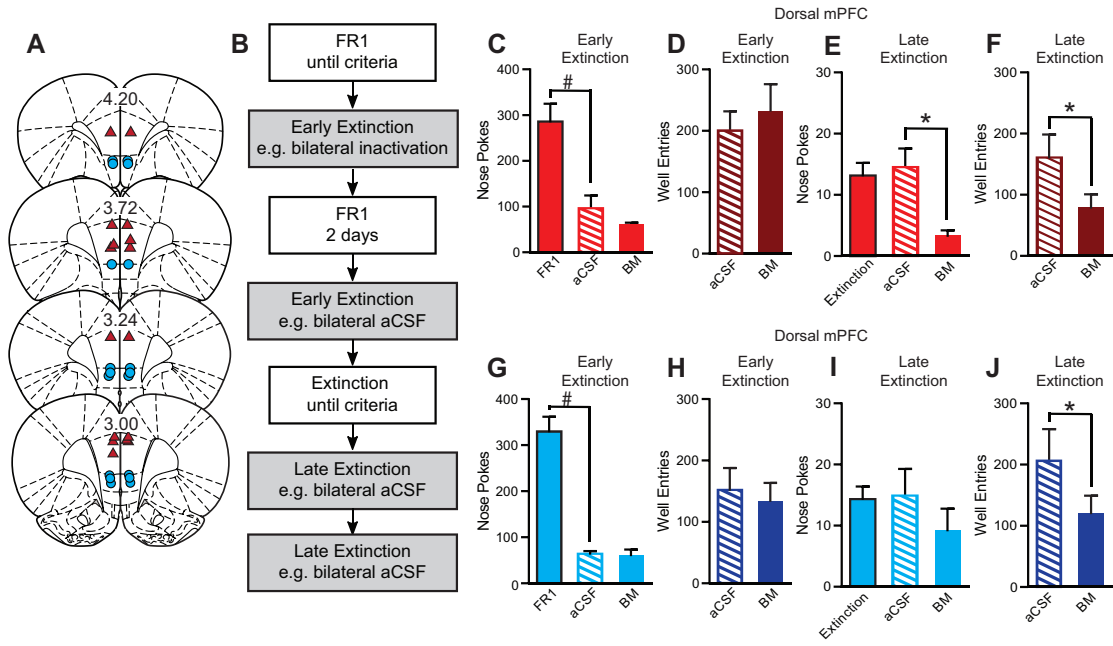 A
4.20
3.72
3.24
3.00
B
FR1
until criteria
Early Extinction
e.g. bilateral inactivation
FR1
2 days
Early Extinction
e.g. bilateral aCSF
Extinction
until criteria
Late Extinction
e.g. bilateral aCSF
Late Extinction
e.g. bilateral aCSF
Dorsal mPFC
C
Early
Extinction
Nose Pokes
400
300
200
100
0
#
FR1
aCSF
BM
D
Early
Extinction
Well Entries
300
200
100
0
aCSF
BM
E
Late
Extinction
Nose Pokes
30
20
10
0
*
Extinction
aCSF
BM
F
Late
Extinction
Well Entries
300
200
100
0
*
aCSF
BM
Dorsal mPFC
G
Early
Extinction
Nose Pokes
400
300
200
100
0
#
FR1
aCSF
BM
H
Early
Extinction
Well Entries
300
200
100
0
aCSF
BM
I
Late
Extinction
Nose Pokes
30
20
10
0
Extinction
aCSF
BM
J
Late
Extinction
Well Entries
300
200
100
0
*
aCSF
BM